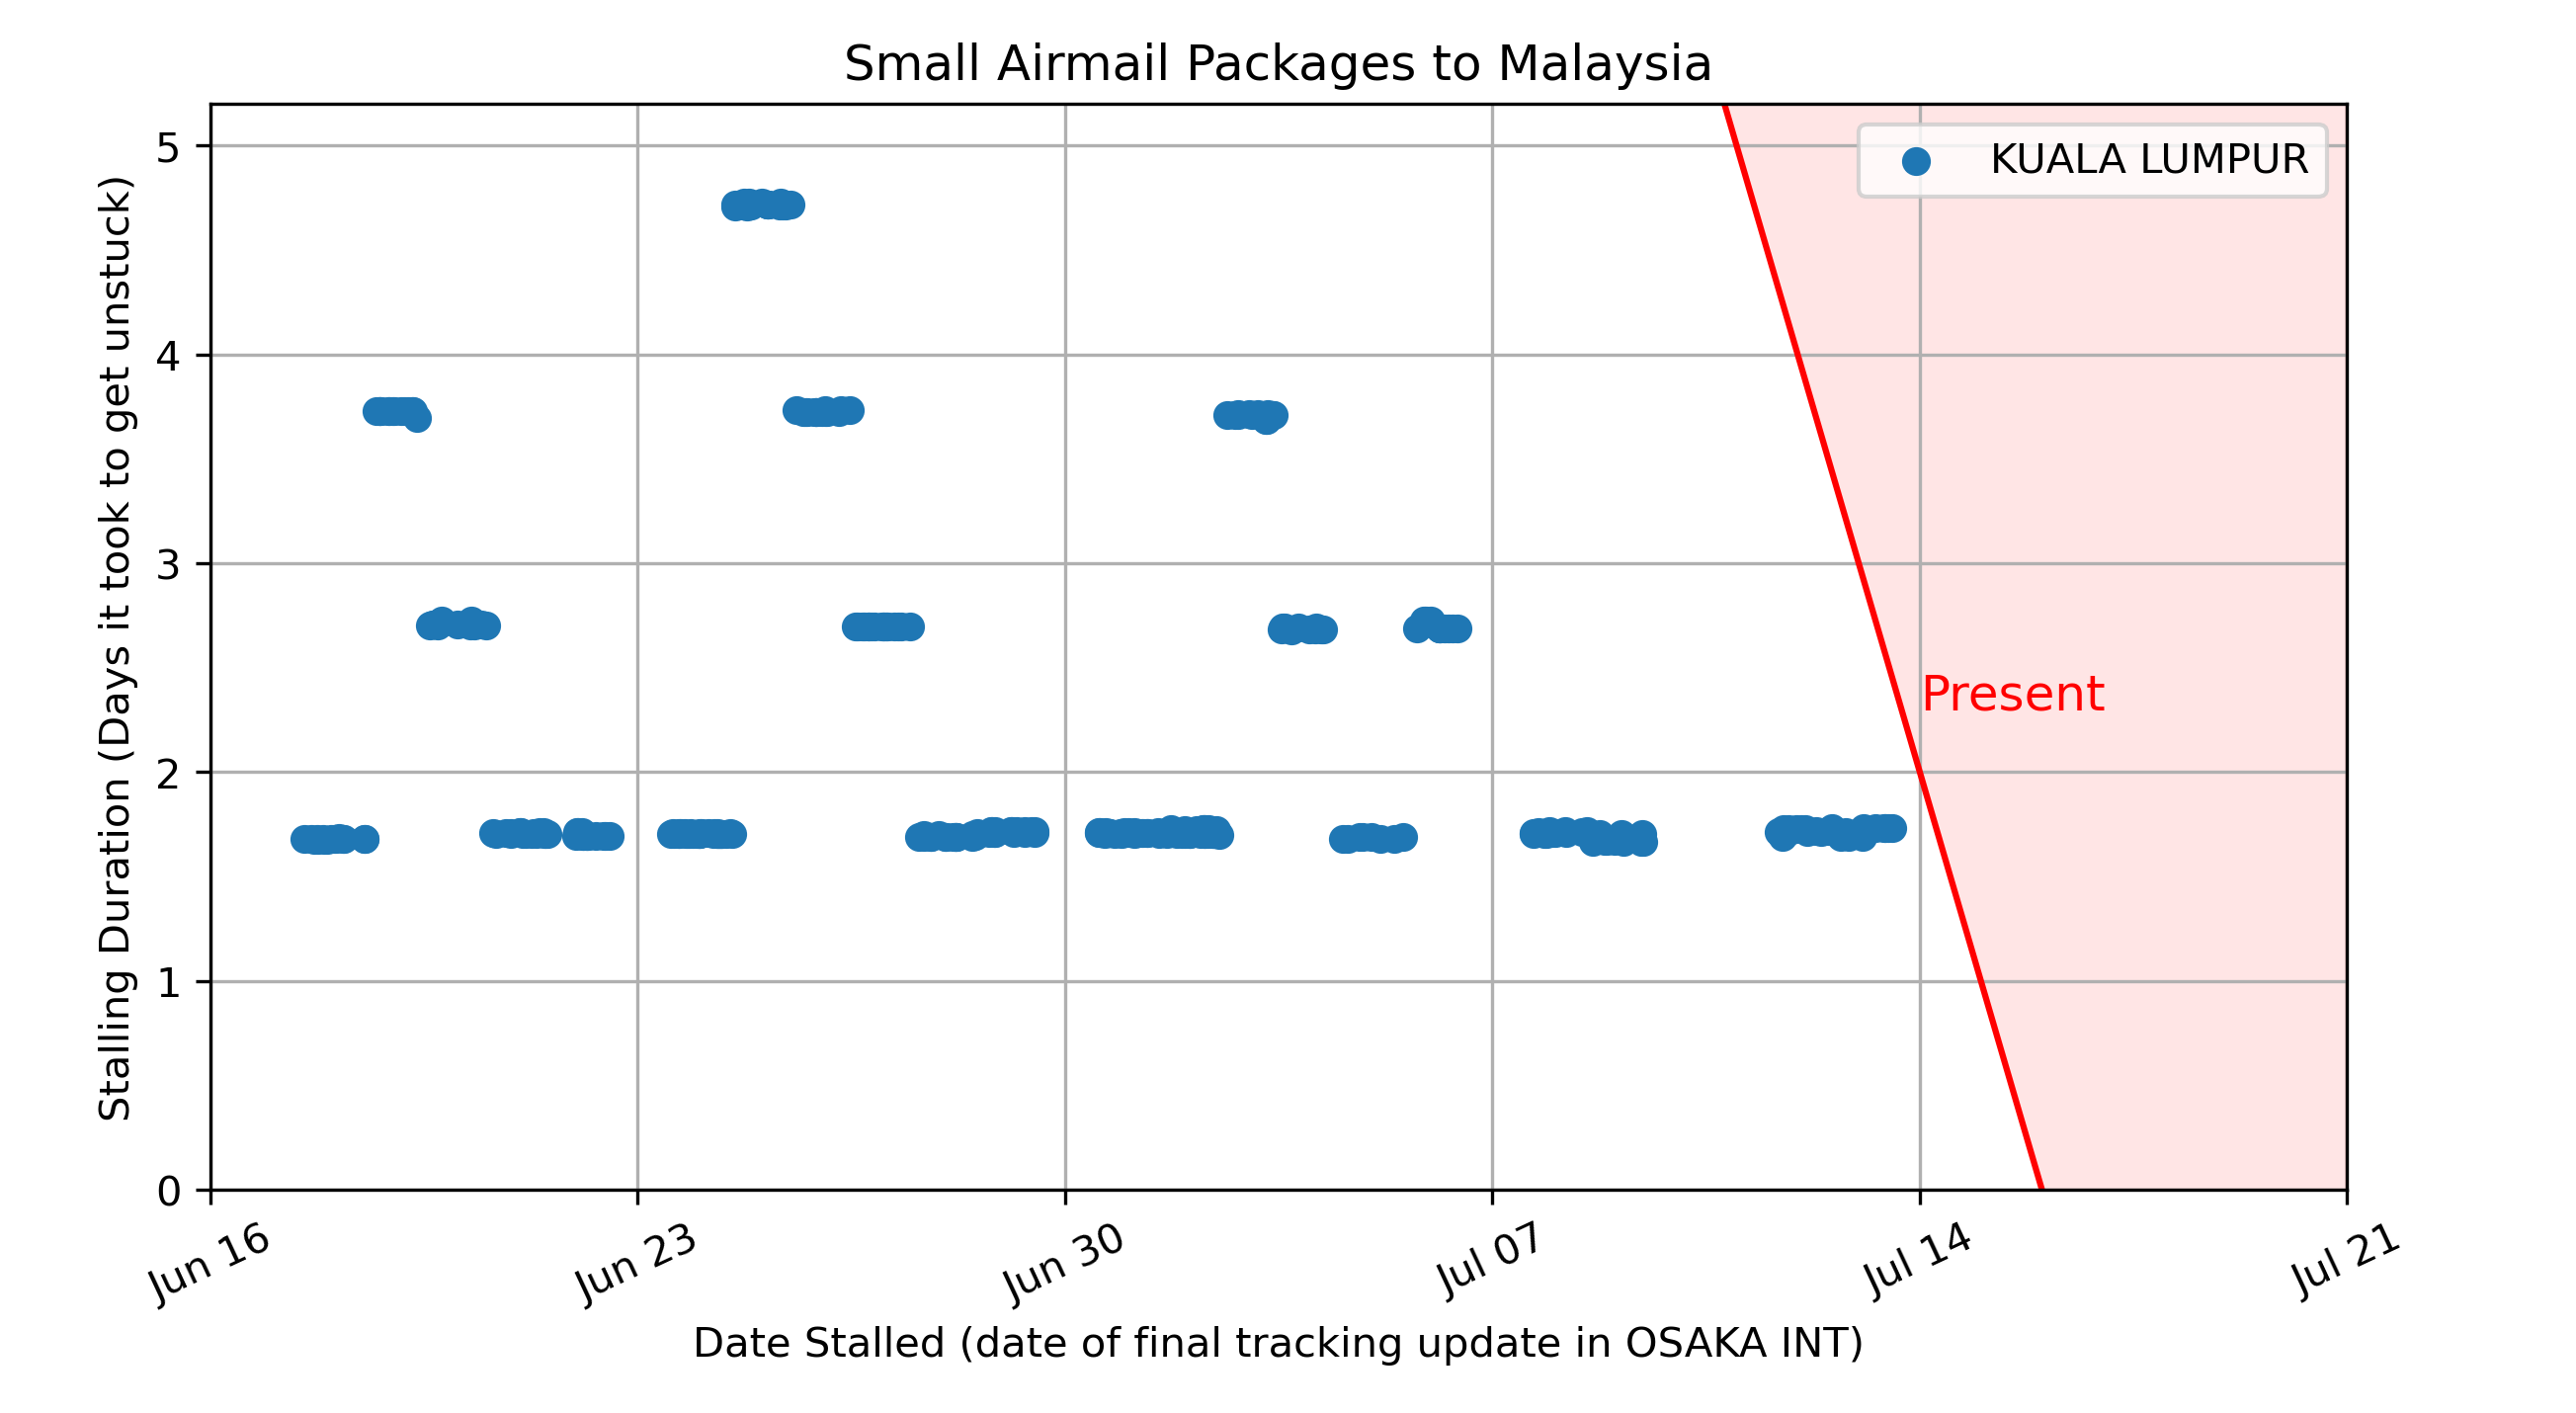 Small Airmail Packages to Malaysia
KUALA LUMPUR
Stalling Duration (Days it took to get unstuck)
5
4
3
2
1
0
Present
Jun 16
Jun 23
Jun 30
Jul 07
Jul 14
Jul 21
Date Stalled (date of final tracking update in OSAKA INT)